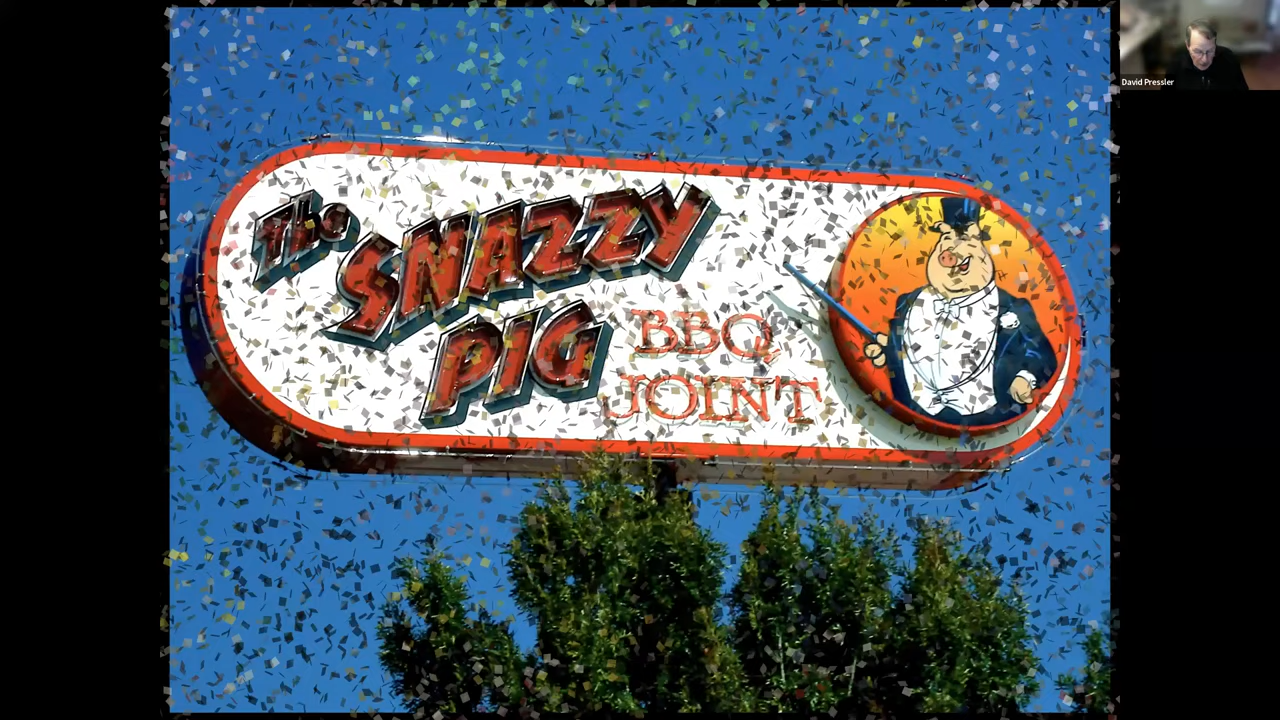 The
SNAZZY
PIG
BBQ
JOINT
David Pressler